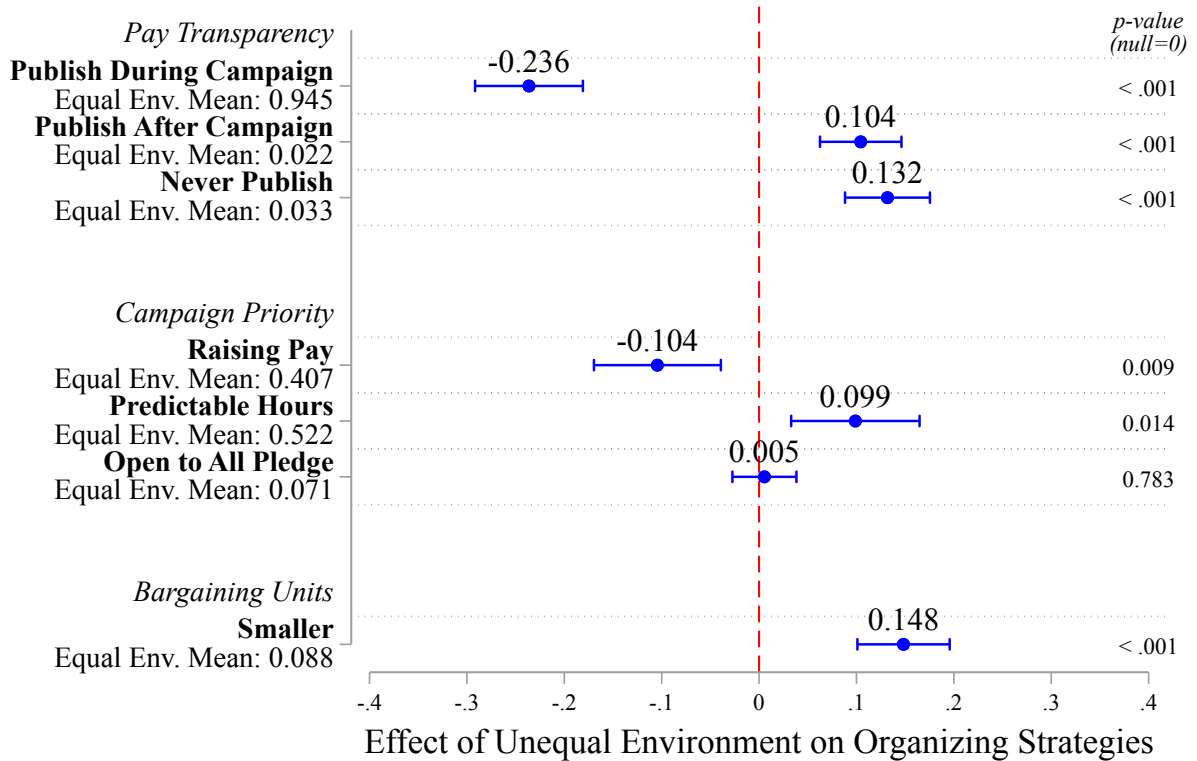 Pay Transparency
p-value
(null=0)
Publish During Campaign
Equal Env. Mean: 0.945
-0.236
< .001
Publish After Campaign
Equal Env. Mean: 0.022
0.104
< .001
Never Publish
Equal Env. Mean: 0.033
0.132
< .001
Campaign Priority
Raising Pay
Equal Env. Mean: 0.407
-0.104
0.009
Predictable Hours
Equal Env. Mean: 0.522
0.099
0.014
Open to All Pledge
Equal Env. Mean: 0.071
0.005
0.783
Bargaining Units
Smaller
Equal Env. Mean: 0.088
0.148
< .001
-.4 -.3 -.2 -.1 0 .1 .2 .3 .4
Effect of Unequal Environment on Organizing Strategies